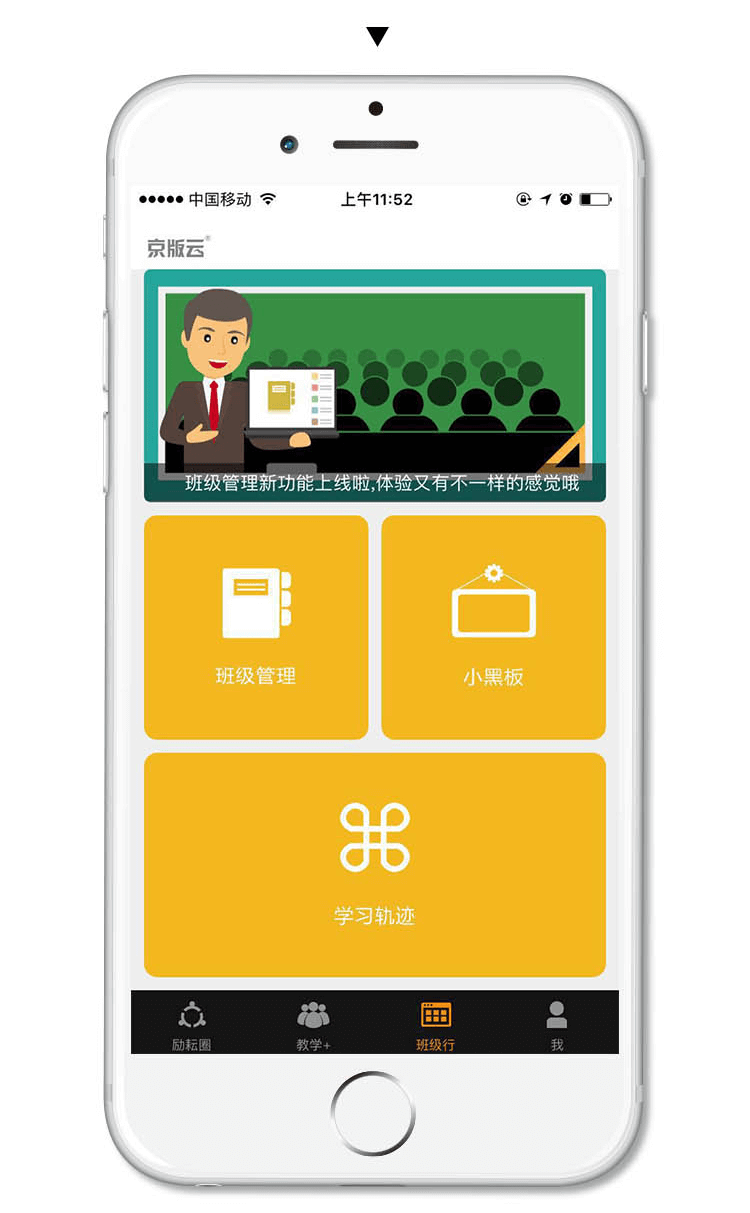 中国移动
上午11:52
京版云®
班级管理新功能上线啦,体验又有不一样的感觉哦
班级管理
小黑板
学习轨迹
励耘圈
教学+
班级行
我